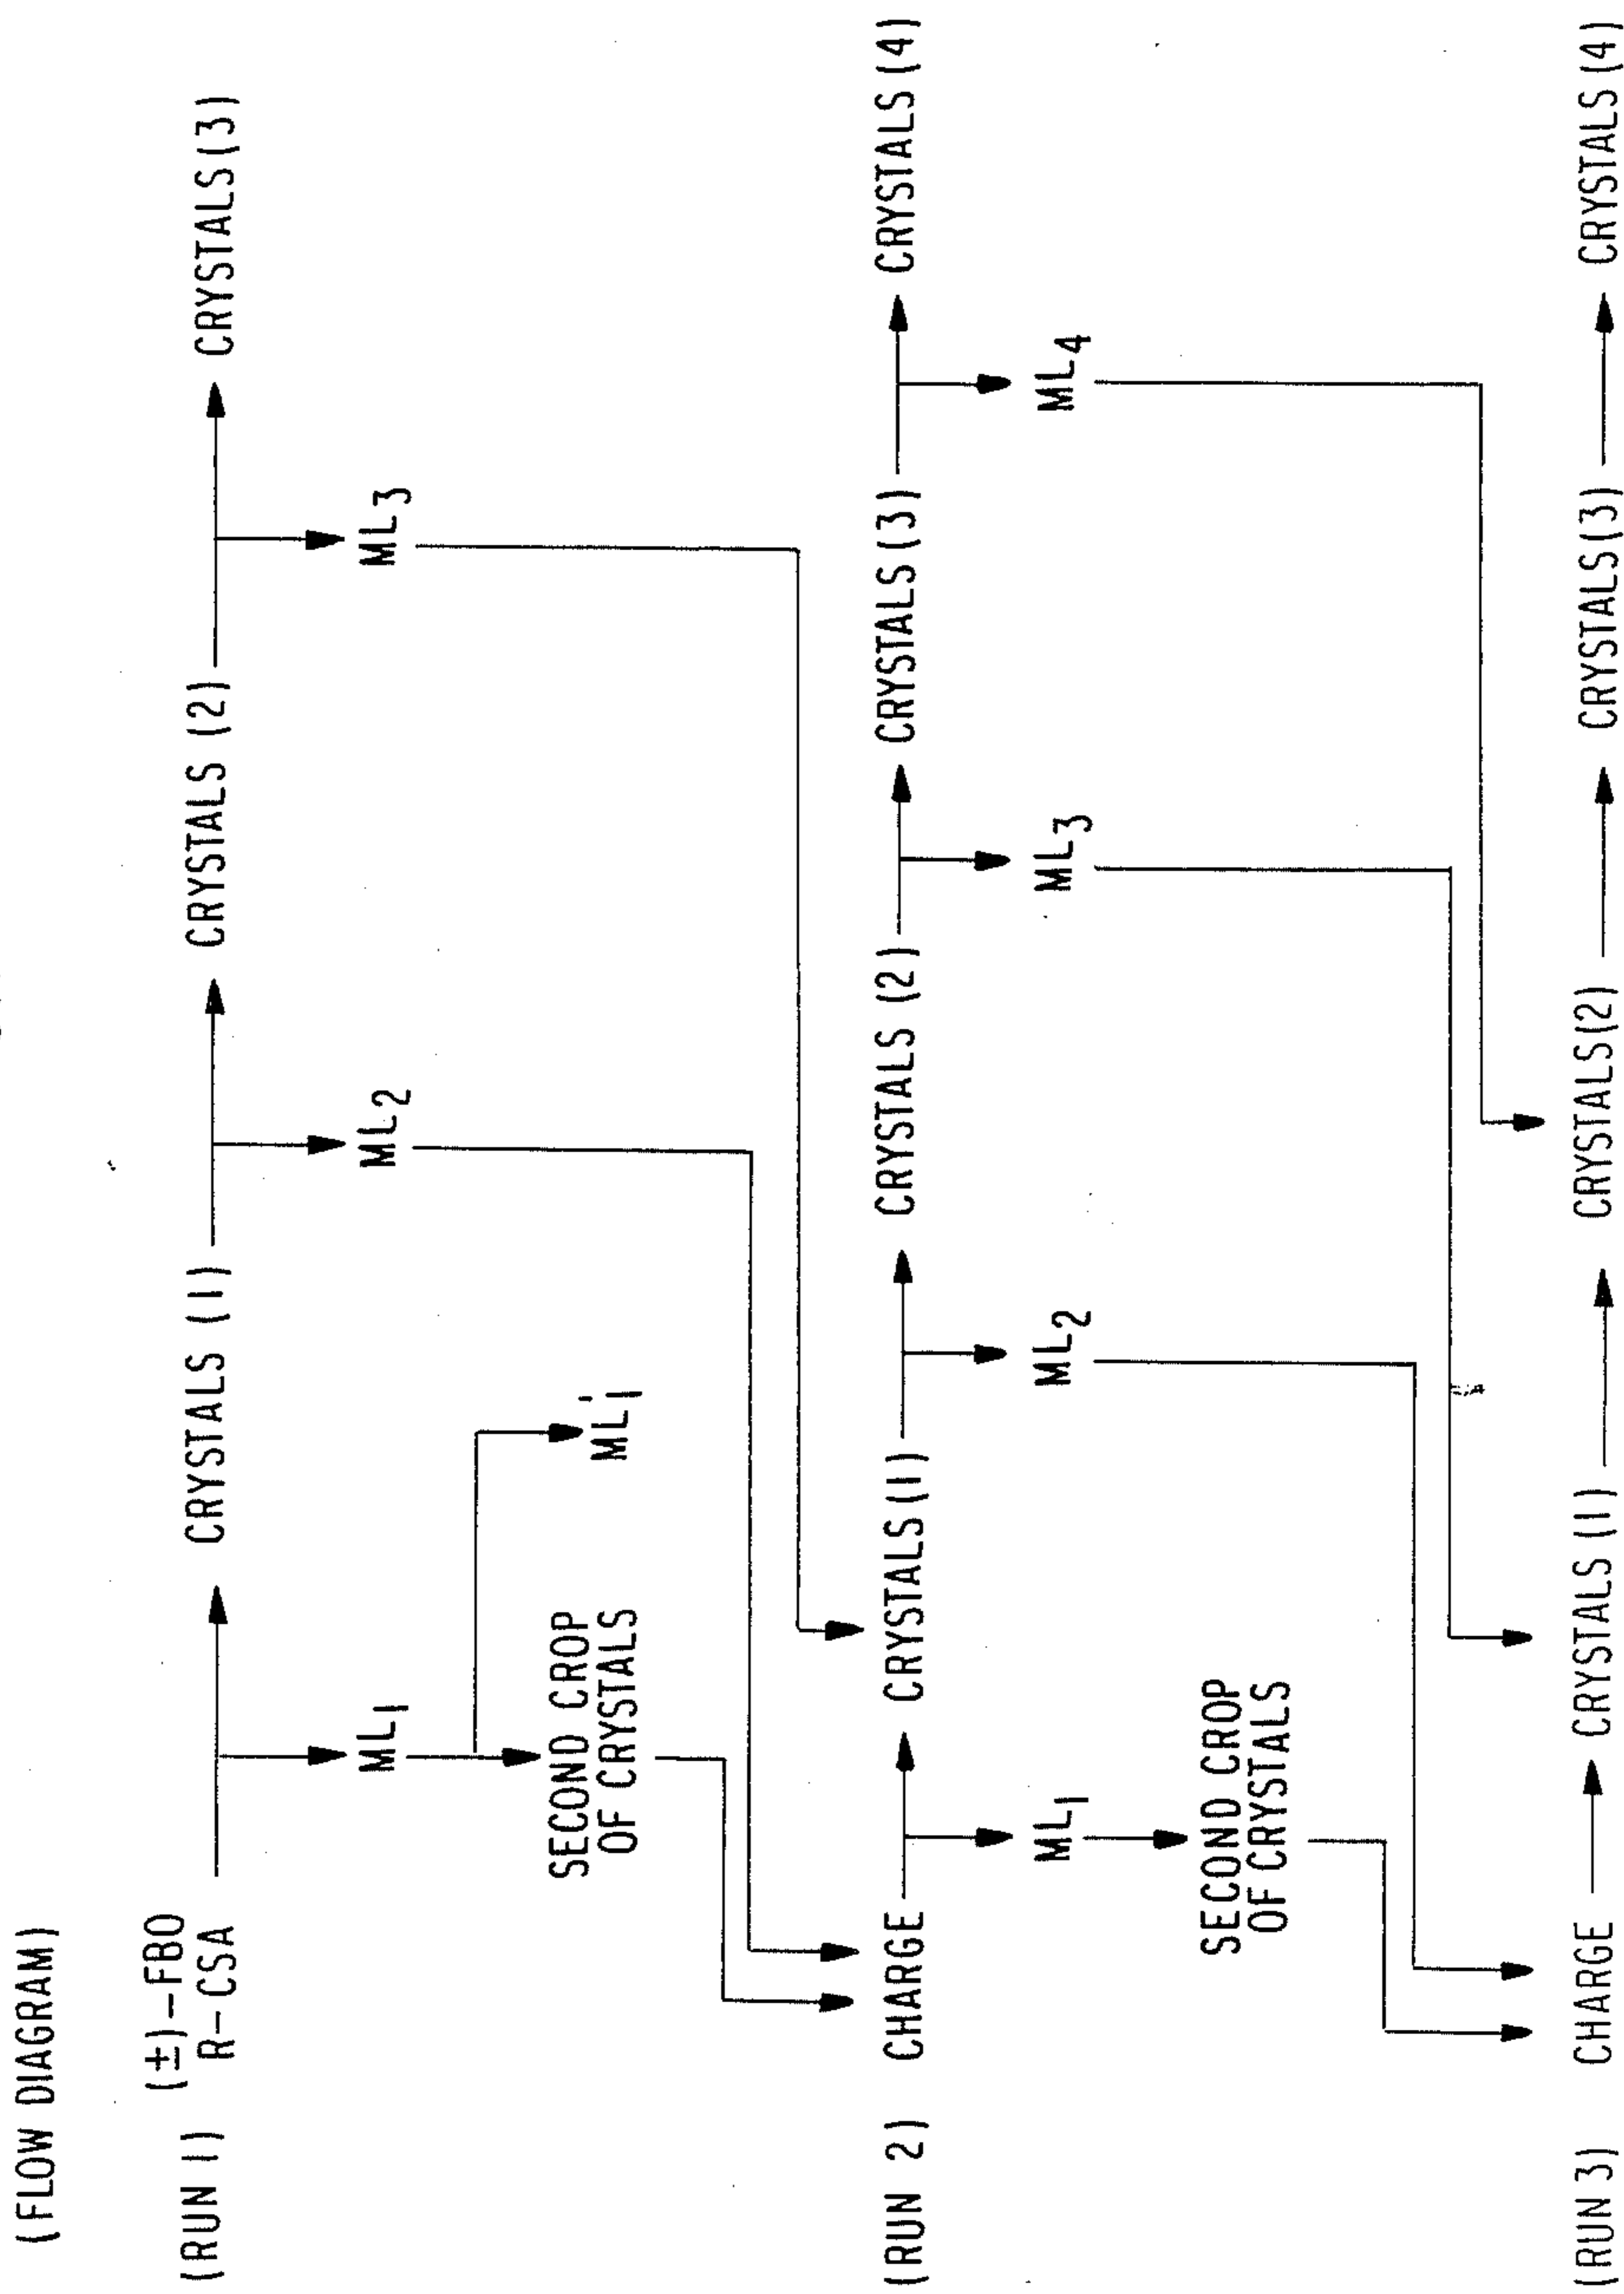 (FLOW DIAGRAM)
(RUN 1) (±)-FBO
R-CSA
CRYSTALS (1)
CRYSTALS (2)
CRYSTALS (3)
ML1
ML2
ML3
ML1'
SECOND CROP
OF CRYSTALS
(RUN 2) CHARGE
CRYSTALS (1)
CRYSTALS (2)
CRYSTALS (3)
CRYSTALS (4)
ML1
ML2
ML3
ML4
SECOND CROP
OF CRYSTALS
(RUN 3) CHARGE
CRYSTALS (1)
CRYSTALS (2)
CRYSTALS (3)
CRYSTALS (4)